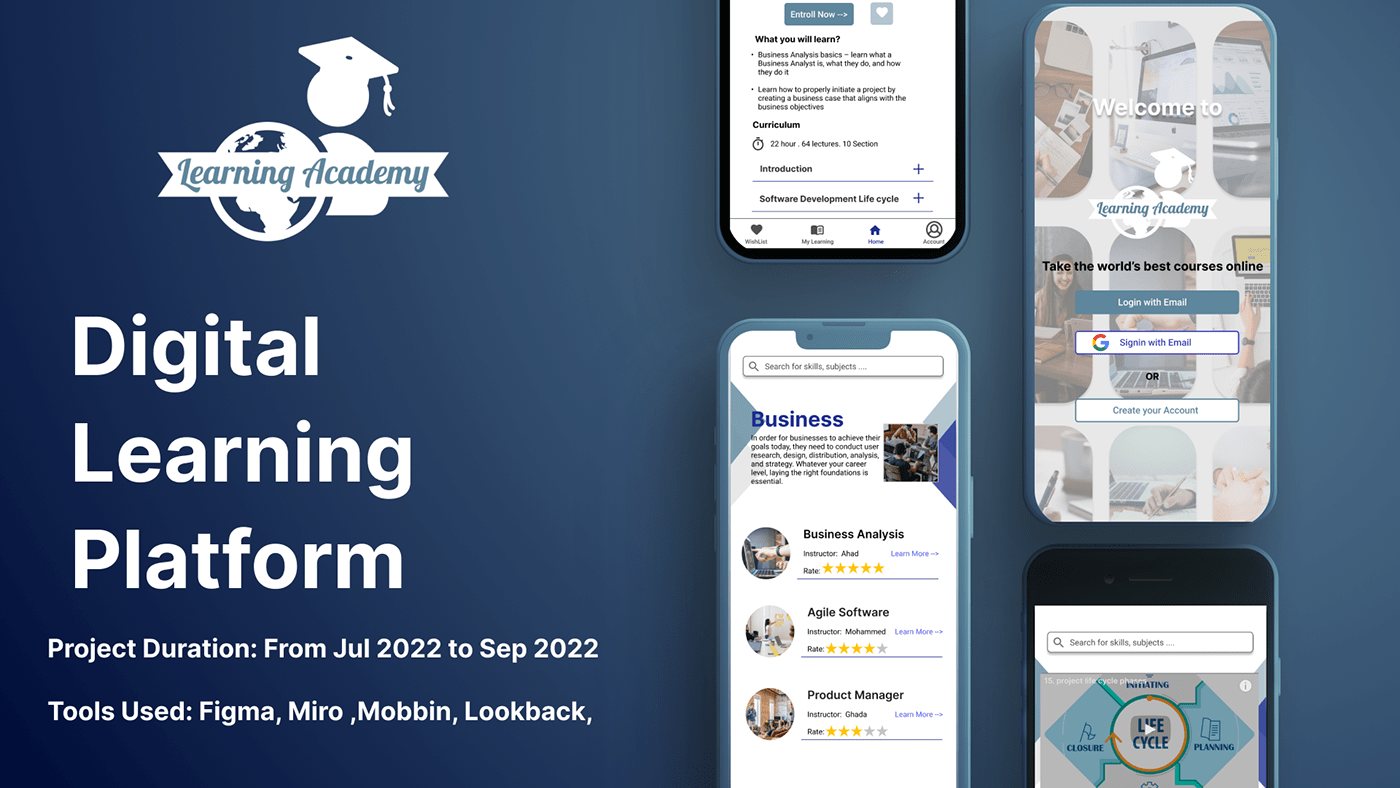 Learning Academy
Digital
Learning
Platform
Project Duration: From Jul 2022 to Sep 2022
Tools Used: Figma, Miro ,Mobbin, Lookback,
Entroll Now -->
What you will learn?
• Business Analysis basics – learn what a
Business Analyst is, what they do, and how
they do it
• Learn how to properly initiate a project by
creating a business case that aligns with the
business objectives
Curriculum
22 hour . 64 lectures. 10 Section
Introduction +
Software Development Life cycle +
WishList My Learning Home Account
Search for skills, subjects ....
Business
In order for businesses to achieve their
goals today, they need to conduct user
research, design, distribution, analysis,
and strategy. Whatever your career
level, laying the right foundations is
essential.
Business Analysis
Instructor: Ahad Learn More -->
Rate:
Agile Software
Instructor: Mohammed Learn More -->
Rate:
Product Manager
Instructor: Ghada Learn More -->
Rate:
Welcome to
Learning Academy
Take the world's best courses online
Login with Email
G Signin with Email
OR
Create your Account
Search for skills, subjects ....
15. project life cycle phases
INITIATING
LIFE
CYCLE
CLOSURE
PLANNING